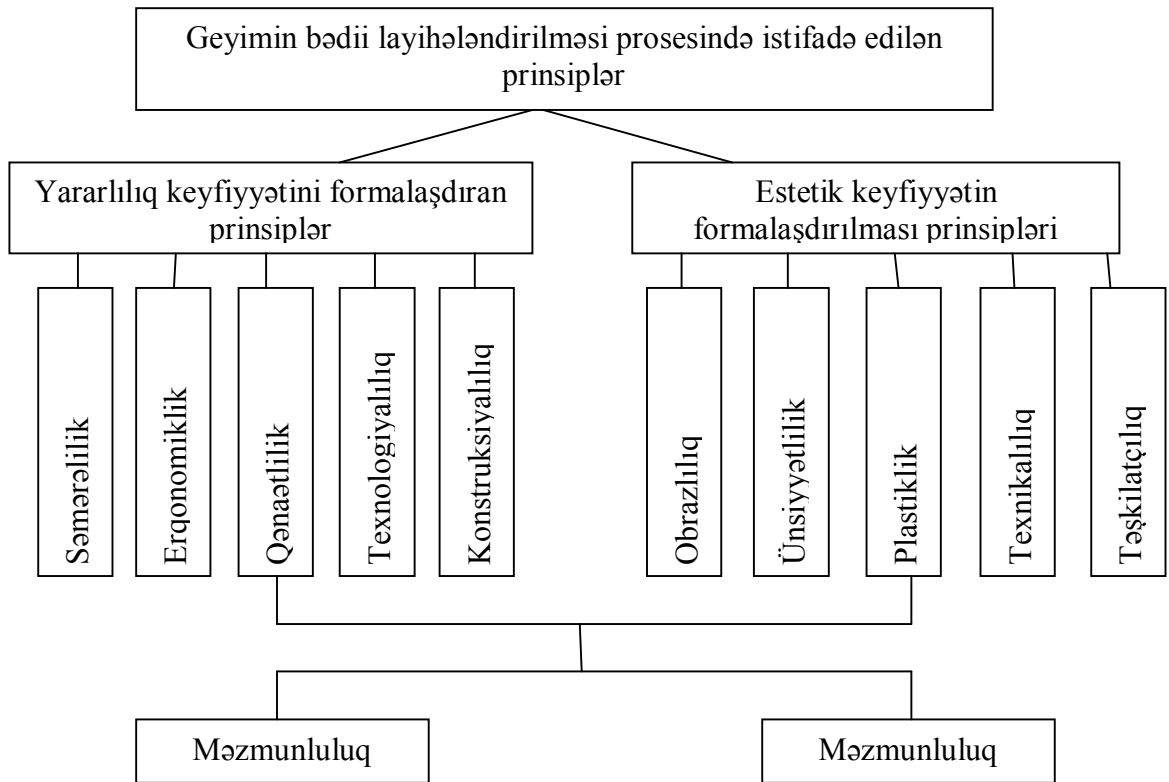 Geyimin bədii layihələndirilməsi prosesində istifadə edilən
prinsiplər
Yararlılıq keyfiyyətini formalaşdıran
prinsiplər
Estetik keyfiyyətin
formalaşdırılması prinsipləri
Səmərəlilik
Erqonomiklik
Qənaətlilik
Texnologiyalılıq
Konstruksiyalılıq
Obrazlılıq
Ünsiyyətlilik
Plastiklik
Texnikalılıq
Təşkilatçılıq
Məzmunluluq
Məzmunluluq